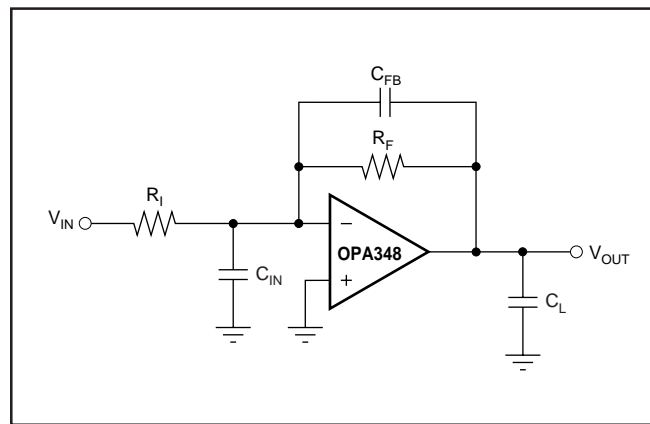 C_FB
R_F
R_I
V_IN
−
OPA348
+
C_IN
V_OUT
C_L